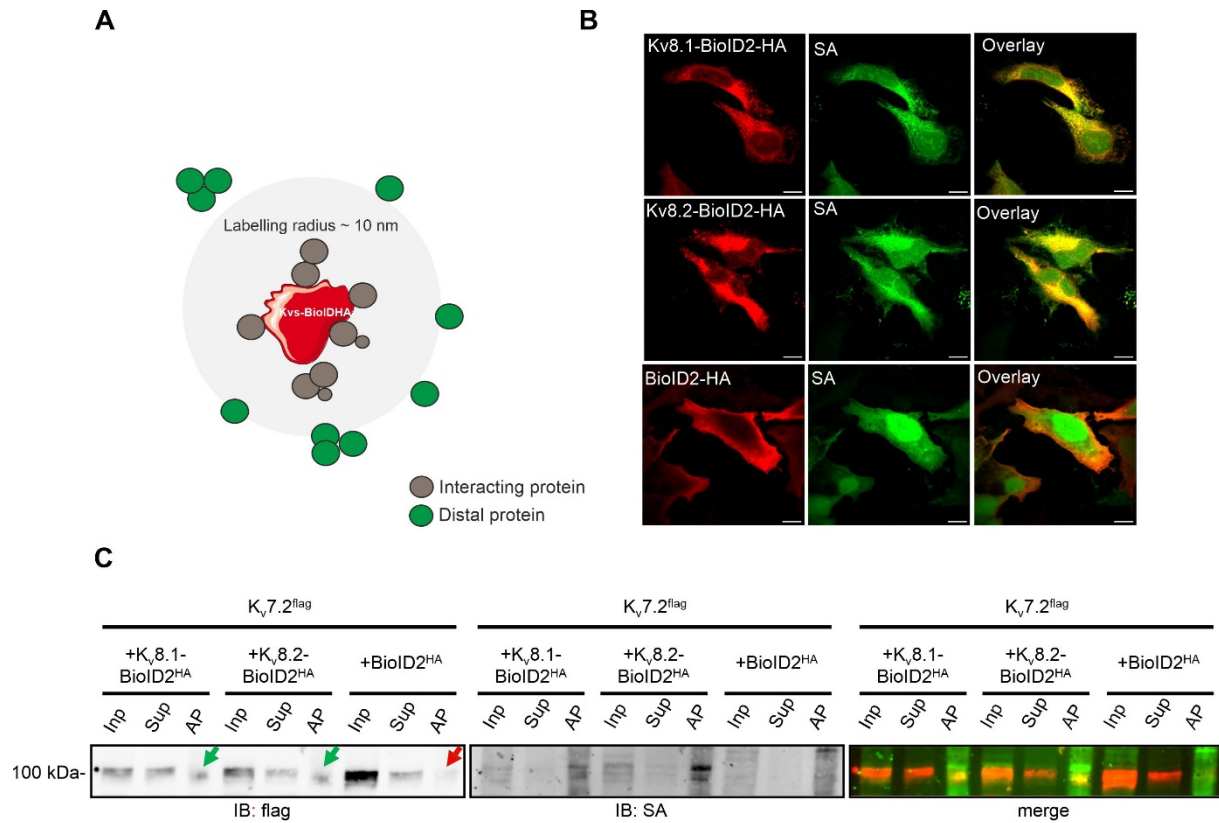 A
B
Labelling radius ~ 10 nm
Kvs-BioIDHA
Interacting protein
Distal protein
Kv8.1-BioID2-HA
SA
Overlay
Kv8.2-BioID2-HA
SA
Overlay
BioID2-HA
SA
Overlay
C
Kv7.2flag
Kv7.2flag
Kv7.2flag
+Kv8.1-
BioID2HA
+Kv8.2-
BioID2HA
+BioID2HA
+Kv8.1-
BioID2HA
+Kv8.2-
BioID2HA
+BioID2HA
+Kv8.1-
BioID2HA
+Kv8.2-
BioID2HA
+BioID2HA
Inp Sup AP Inp Sup AP Inp Sup AP
Inp Sup AP Inp Sup AP Inp Sup AP
Inp Sup AP Inp Sup AP Inp Sup AP
100 kDa-
IB: flag
IB: SA
merge